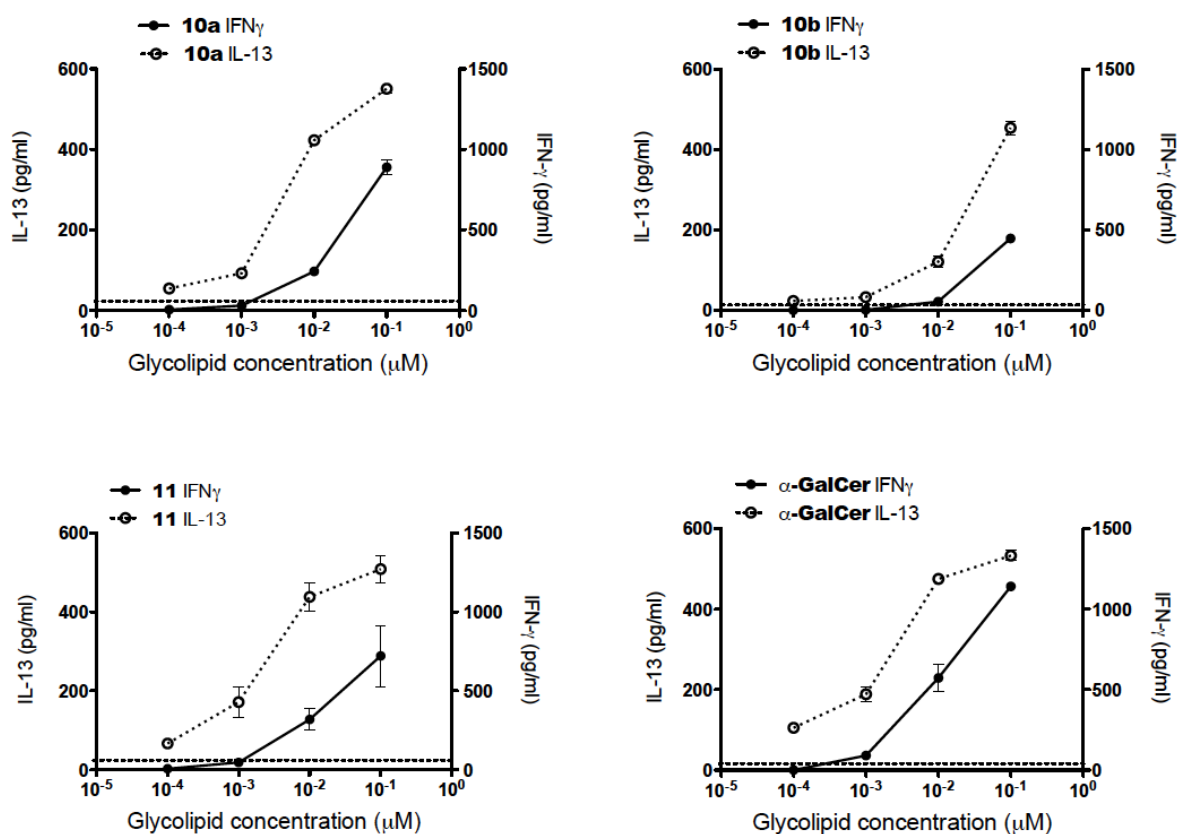 10a IFNγ
10a IL-13
600
400
200
0
IL-13 (pg/ml)
1500
1000
500
0
IFN-γ (pg/ml)
10⁻⁵ 10⁻⁴ 10⁻³ 10⁻² 10⁻¹ 10⁰
Glycolipid concentration (μM)
10b IFNγ
10b IL-13
600
400
200
0
IL-13 (pg/ml)
1500
1000
500
0
IFN-γ (pg/ml)
10⁻⁵ 10⁻⁴ 10⁻³ 10⁻² 10⁻¹ 10⁰
Glycolipid concentration (μM)
11 IFNγ
11 IL-13
600
400
200
0
IL-13 (pg/ml)
1500
1000
500
0
IFN-γ (pg/ml)
10⁻⁵ 10⁻⁴ 10⁻³ 10⁻² 10⁻¹ 10⁰
Glycolipid concentration (μM)
α-GalCer IFNγ
α-GalCer IL-13
600
400
200
0
IL-13 (pg/ml)
1500
1000
500
0
IFN-γ (pg/ml)
10⁻⁵ 10⁻⁴ 10⁻³ 10⁻² 10⁻¹ 10⁰
Glycolipid concentration (μM)